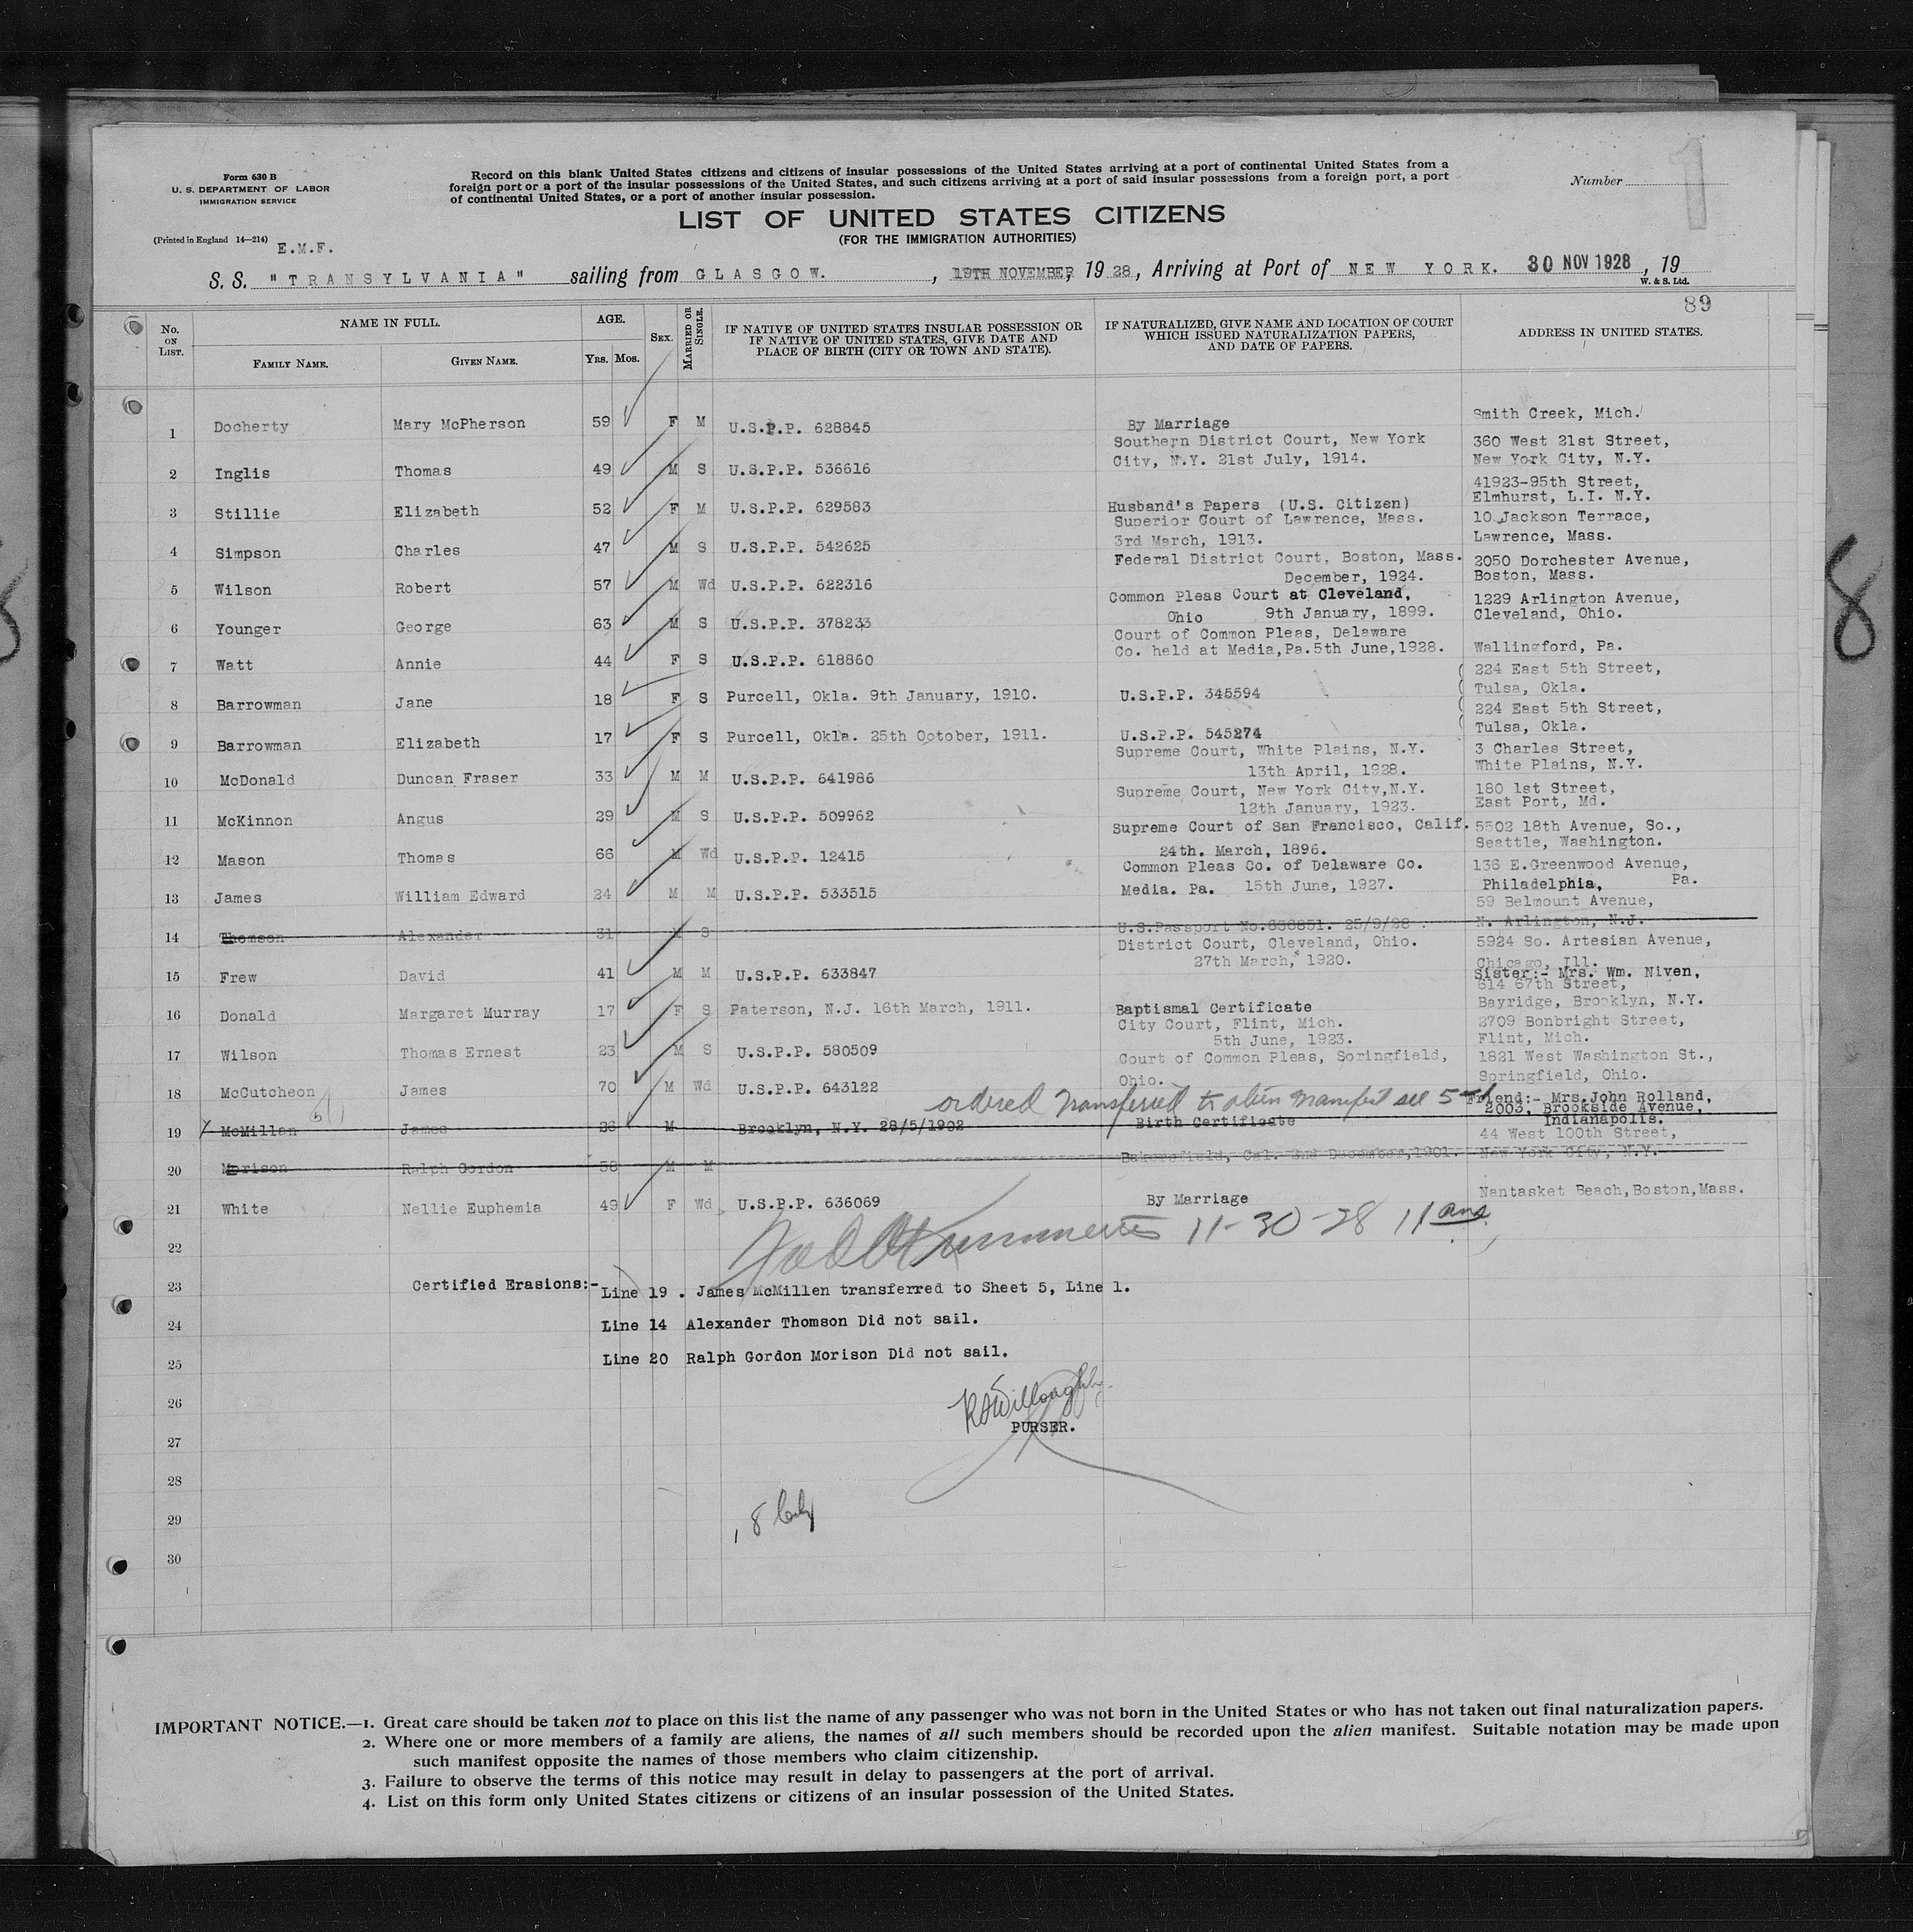 Form 630 B
U. S. DEPARTMENT OF LABOR
IMMIGRATION SERVICE
(Printed in England 14—214)
E.M.F.
Record on this blank United States citizens and citizens of insular possessions of the United States arriving at a port of continental United States from a
foreign port or a port of the insular possessions of the United States, and such citizens arriving at a port of said insular possessions from a foreign port, a port
of continental United States, or a port of another insular possession.
Number
1
LIST OF UNITED STATES CITIZENS
(FOR THE IMMIGRATION AUTHORITIES)
S. S. "TRANSYLVANIA" sailing from GLASGOW. , 19TH NOVEMBER, 1928, Arriving at Port of NEW YORK. 30 NOV 1928 , 19
W. & S. Ltd.
89
No. ON LIST.
NAME IN FULL.
FAMILY NAME.
GIVEN NAME.
AGE.
Yrs. Mos.
SEX.
MARRIED OR SINGLE.
IF NATIVE OF UNITED STATES INSULAR POSSESSION OR
IF NATIVE OF UNITED STATES, GIVE DATE AND
PLACE OF BIRTH (CITY OR TOWN AND STATE).
IF NATURALIZED, GIVE NAME AND LOCATION OF COURT
WHICH ISSUED NATURALIZATION PAPERS,
AND DATE OF PAPERS.
ADDRESS IN UNITED STATES.
1 Docherty Mary McPherson 59 F M U.S.P.P. 628845 By Marriage Smith Creek, Mich.
Southern District Court, New York 360 West 21st Street,
2 Inglis Thomas 49 M S U.S.P.P. 536616 City, N.Y. 21st July, 1914. New York City, N.Y.
41923-95th Street,
3 Stillie Elizabeth 52 F M U.S.P.P. 629583 Husband's Papers (U.S. Citizen) Elmhurst, L.I. N.Y.
Superior Court of Lawrence, Mass. 10 Jackson Terrace,
4 Simpson Charles 47 M S U.S.P.P. 542625 3rd March, 1913. Lawrence, Mass.
Federal District Court, Boston, Mass. 2050 Dorchester Avenue,
5 Wilson Robert 57 M Wd U.S.P.P. 622316 December, 1924. Boston, Mass.
Common Pleas Court at Cleveland, 1229 Arlington Avenue,
6 Younger George 63 M S U.S.P.P. 378233 Ohio 9th January, 1899. Cleveland, Ohio.
Court of Common Pleas, Delaware
7 Watt Annie 44 F S U.S.P.P. 618860 Co. held at Media,Pa.5th June,1928. Wallingford, Pa.
224 East 5th Street,
8 Barrowman Jane 18 F S Purcell, Okla. 9th January, 1910. U.S.P.P. 345594 Tulsa, Okla.
224 East 5th Street,
9 Barrowman Elizabeth 17 F S Purcell, Okla. 25th October, 1911. U.S.P.P. 545274 Tulsa, Okla.
Supreme Court, White Plains, N.Y. 3 Charles Street,
10 McDonald Duncan Fraser 33 M M U.S.P.P. 641986 13th April, 1928. White Plains, N.Y.
Supreme Court, New York City,N.Y. 180 1st Street,
11 McKinnon Angus 29 M S U.S.P.P. 509962 12th January, 1923. East Port, Md.
Supreme Court of San Francisco, Calif. 5502 18th Avenue, So.,
12 Mason Thomas 66 M Wd U.S.P.P. 12415 24th. March, 1896. Seattle, Washington.
Common Pleas Co. of Delaware Co. 136 E.Greenwood Avenue,
13 James William Edward 24 M M U.S.P.P. 533515 Media. Pa. 15th June, 1927. Philadelphia, Pa.
59 Belmount Avenue,
14 Thomson Alexander 31 M S U.S.Passport No. 25/9/28 N. Arlington, N.J.
District Court, Cleveland, Ohio. 5924 So. Artesian Avenue,
15 Frew David 41 M M U.S.P.P. 633847 27th March, 1920. Chicago, Ill.
Sister:- Mrs. Wm. Niven,
614 67th Street,
16 Donald Margaret Murray 17 F S Paterson, N.J. 16th March, 1911. Baptismal Certificate Bayridge, Brooklyn, N.Y.
City Court, Flint, Mich. 2709 Bonbright Street,
17 Wilson Thomas Ernest 23 M S U.S.P.P. 580509 5th June, 1923. Flint, Mich.
Court of Common Pleas, Springfield, 1821 West Washington St.,
18 McCutcheon James 70 M Wd U.S.P.P. 643122 Ohio. Springfield, Ohio.
ordered Transferred to alien manifest see 5
Friend:- Mrs.John Rolland,
2003, Brookside Avenue,
19 McMillan James 26 M Brooklyn, N.Y. 28/5/1902 Birth Certificate Indianapolis.
44 West 100th Street,
20 Morison Ralph Gordon 56 M M Bakersfield, Cal. 2nd December,1901. New York City, N.Y.
21 White Nellie Euphemia 49 F Wd U.S.P.P. 636069 By Marriage Nantasket Beach,Boston,Mass.
11-30-28 11 am
22
23 Certified Erasions:- Line 19 . James McMillen transferred to Sheet 5, Line 1.
24 Line 14 Alexander Thomson Did not sail.
25 Line 20 Ralph Gordon Morison Did not sail.
26 Willoughby
27 PURSER.
28
29
30
8
8
IMPORTANT NOTICE.—1. Great care should be taken not to place on this list the name of any passenger who was not born in the United States or who has not taken out final naturalization papers.
2. Where one or more members of a family are aliens, the names of all such members should be recorded upon the alien manifest. Suitable notation may be made upon
such manifest opposite the names of those members who claim citizenship.
3. Failure to observe the terms of this notice may result in delay to passengers at the port of arrival.
4. List on this form only United States citizens or citizens of an insular possession of the United States.